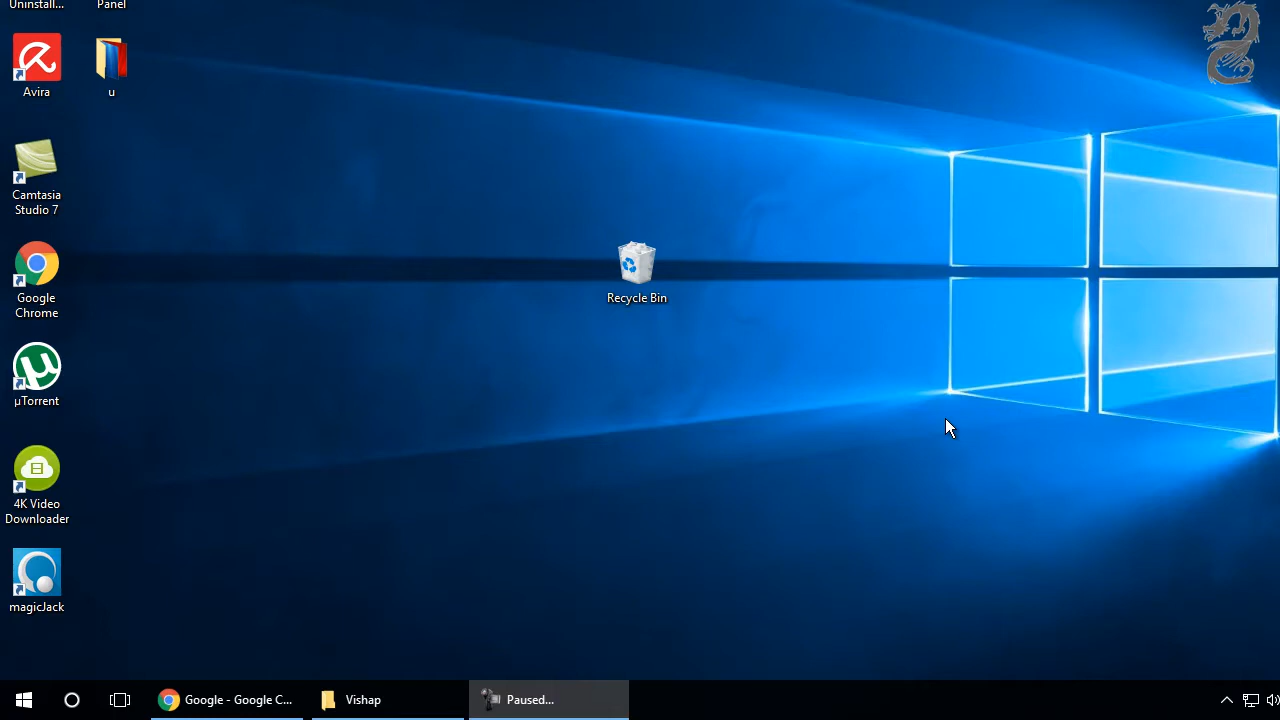 Uninstall...
Panel
Avira
u
Camtasia
Studio 7
Google
Chrome
Recycle Bin
µTorrent
4K Video
Downloader
magicJack
Google - Google C...
Vishap
Paused...